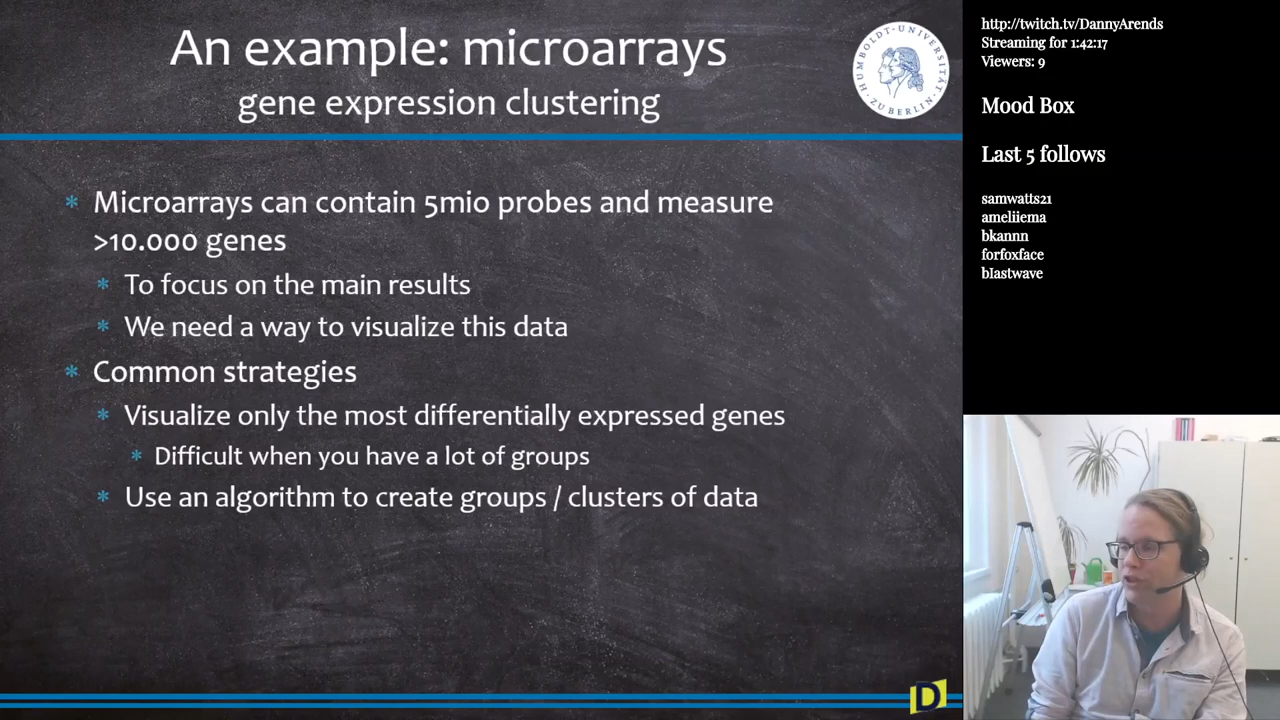 An example: microarrays
gene expression clustering
HUMBOLDT-UNIVERSITÄT
ZU BERLIN
* Microarrays can contain 5mio probes and measure
>10.000 genes
* To focus on the main results
* We need a way to visualize this data
* Common strategies
* Visualize only the most differentially expressed genes
* Difficult when you have a lot of groups
* Use an algorithm to create groups / clusters of data
D
http://twitch.tv/DannyArends
Streaming for 1:42:17
Viewers: 9
Mood Box
Last 5 follows
samwatts21
ameliiema
bkannn
forfoxface
blastwave